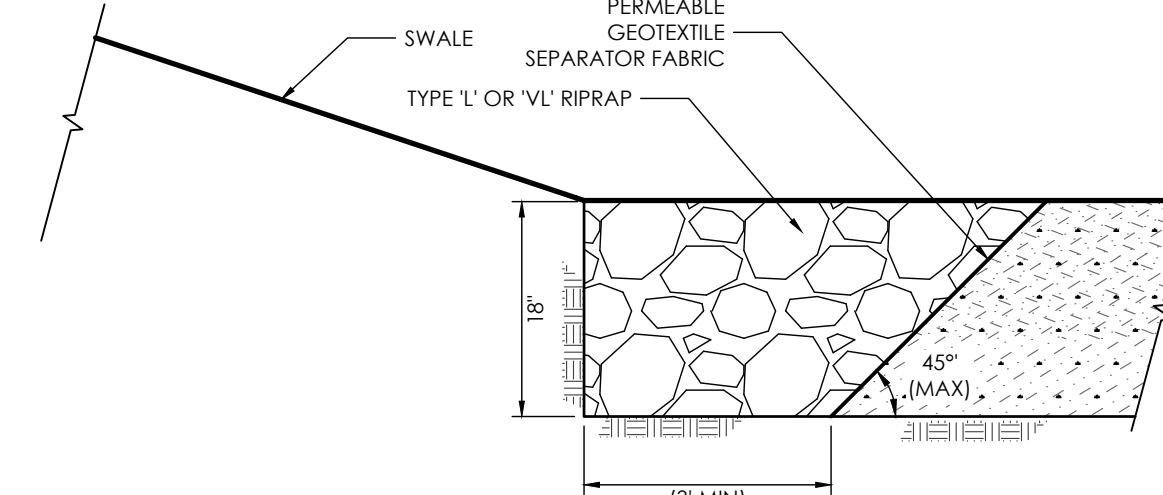 PERMEABLE
GEOTEXTILE
SEPARATOR FABRIC
SWALE
TYPE 'L' OR 'VL' RIPRAP
18"
45°'
(MAX)